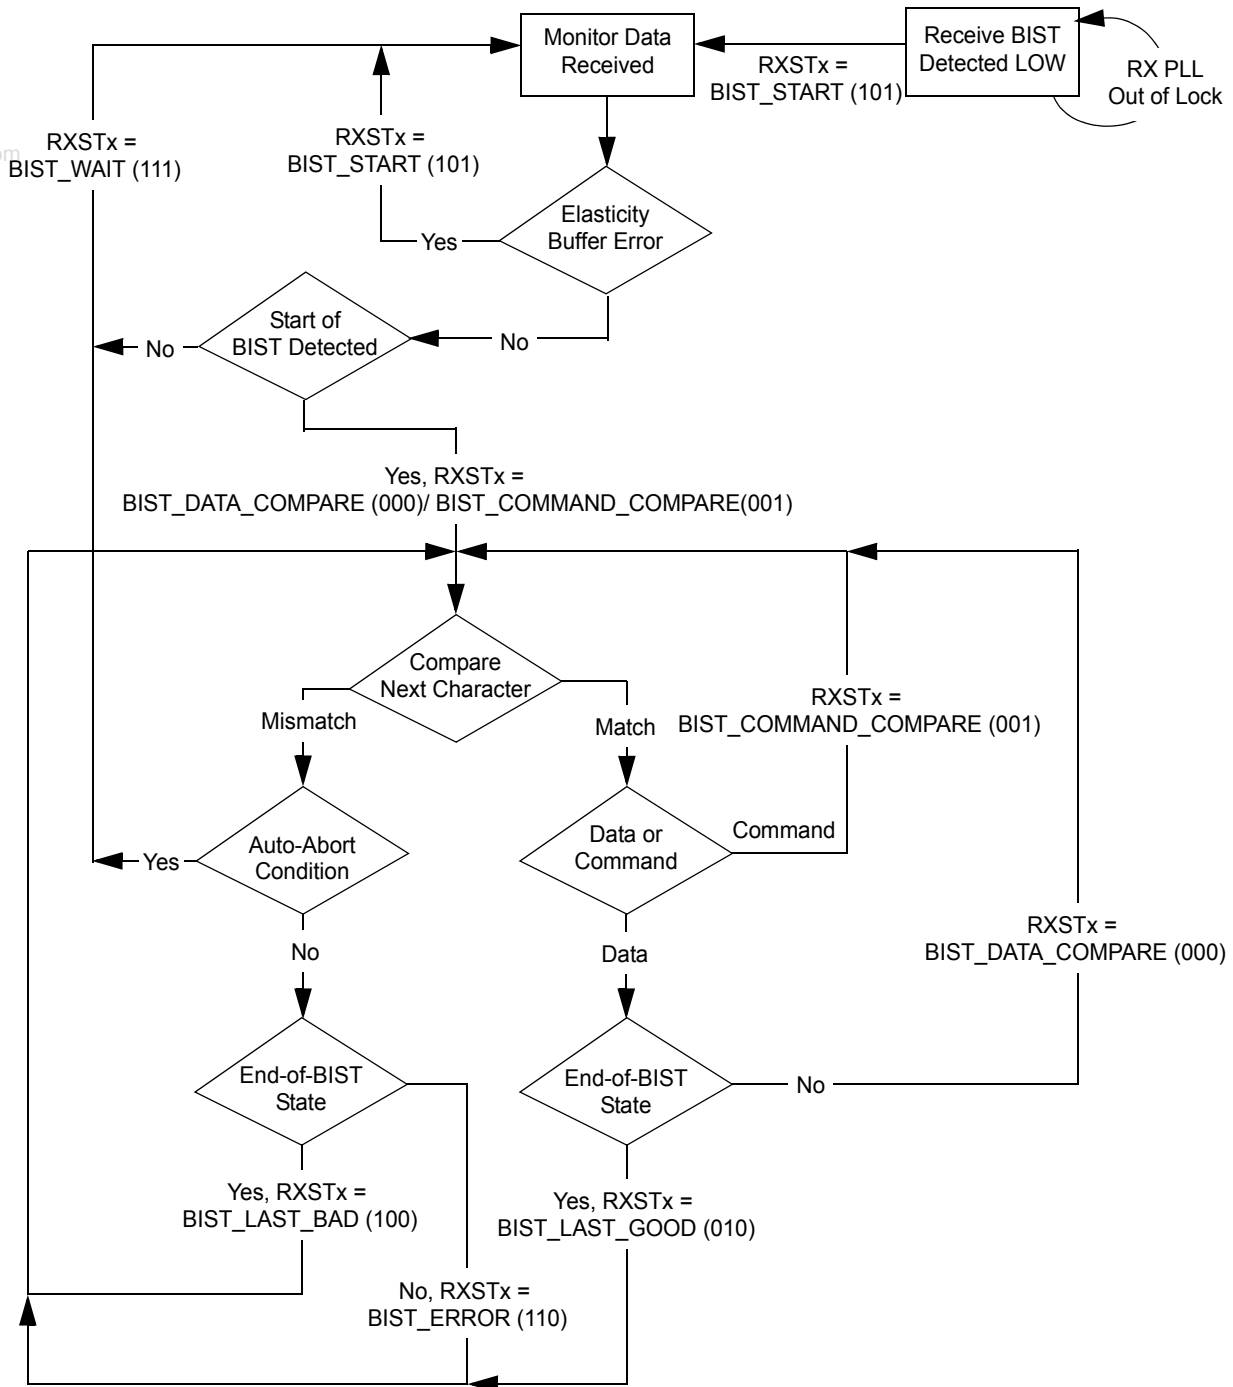 Monitor Data
Received
Receive BIST
Detected LOW
RX PLL
Out of Lock
RXSTx =
BIST_START (101)
RXSTx =
BIST_WAIT (111)
om
RXSTx =
BIST_START (101)
Elasticity
Buffer Error
Yes
No
Start of
BIST Detected
No
Yes, RXSTx =
BIST_DATA_COMPARE (000)/ BIST_COMMAND_COMPARE(001)
Compare
Next Character
Mismatch
Match
RXSTx =
BIST_COMMAND_COMPARE (001)
Auto-Abort
Condition
Yes
No
Data or
Command
Command
Data
RXSTx =
BIST_DATA_COMPARE (000)
End-of-BIST
State
End-of-BIST
State
No
Yes, RXSTx =
BIST_LAST_BAD (100)
Yes, RXSTx =
BIST_LAST_GOOD (010)
No, RXSTx =
BIST_ERROR (110)